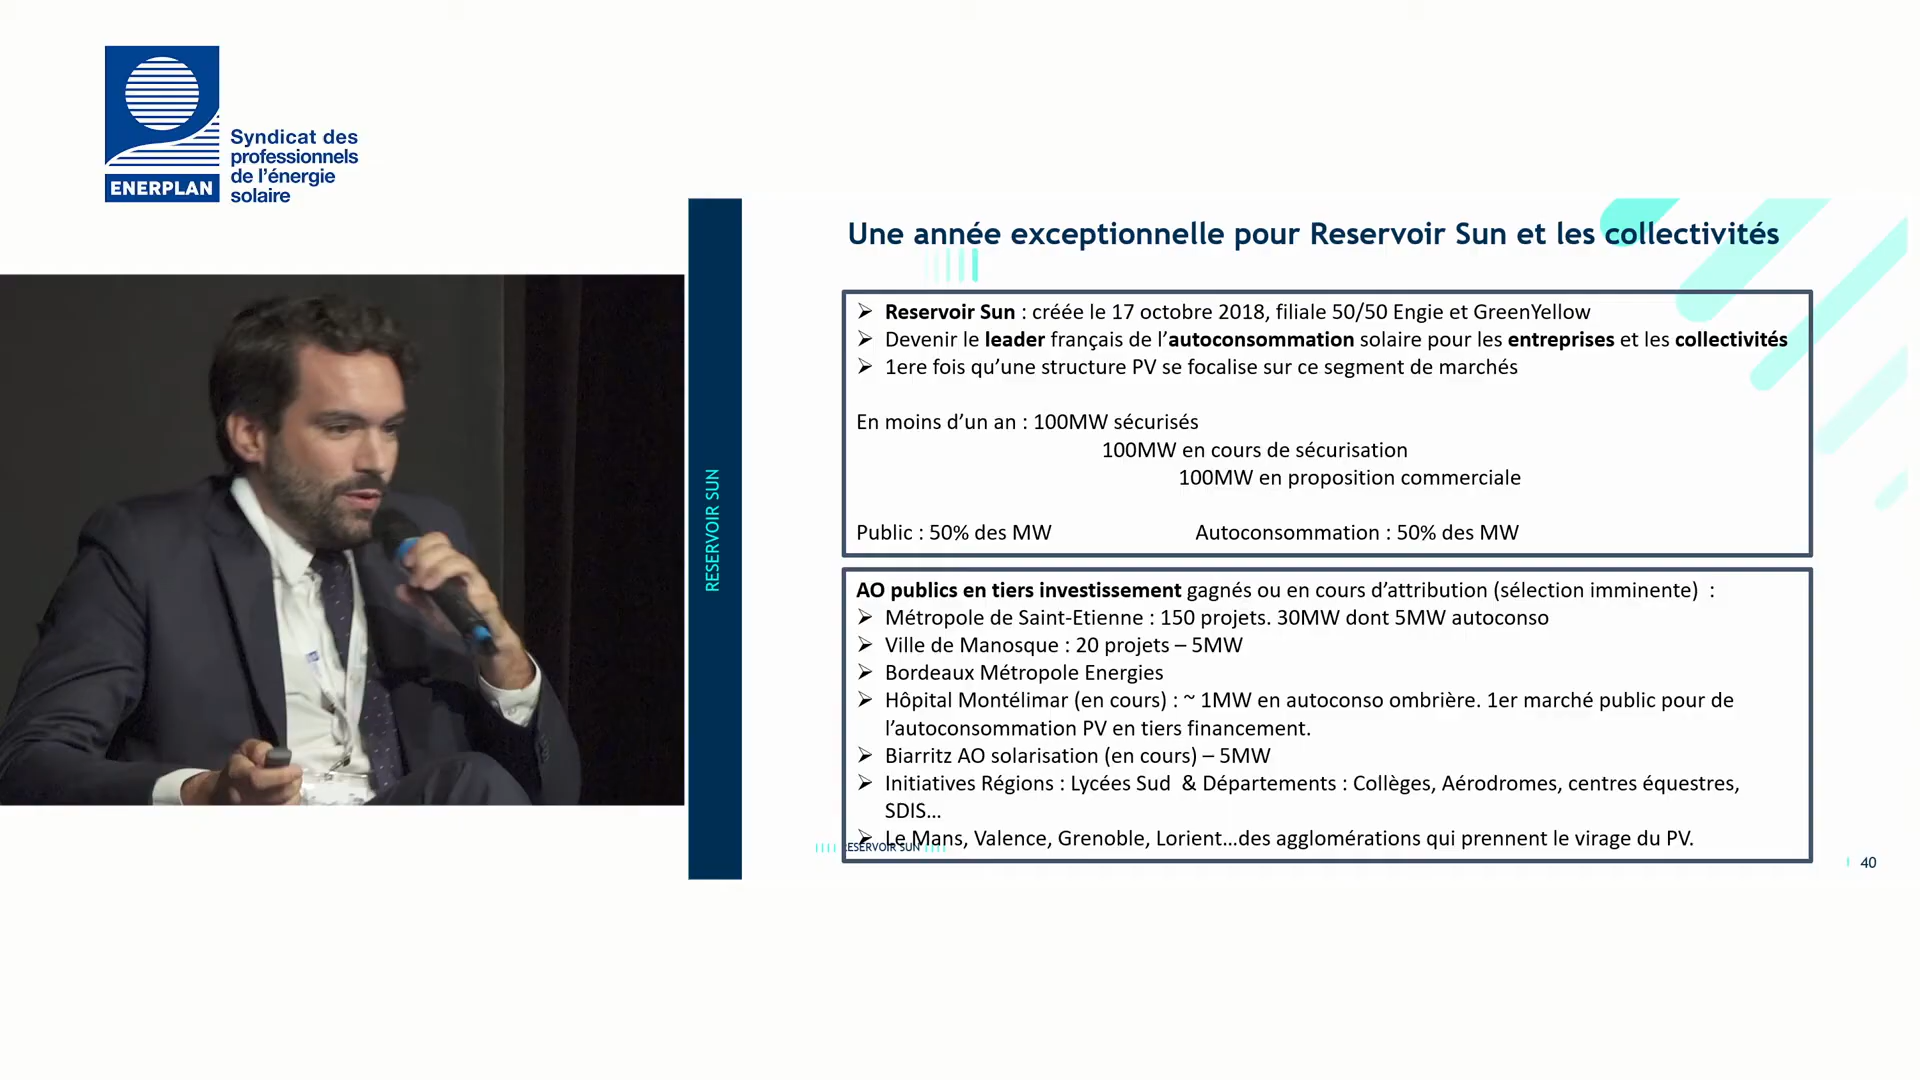 ENERPLAN
Syndicat des
professionnels
de l'énergie
solaire
RESERVOIR SUN
Une année exceptionnelle pour Reservoir Sun et les collectivités
➢ Reservoir Sun : créée le 17 octobre 2018, filiale 50/50 Engie et GreenYellow
➢ Devenir le leader français de l'autoconsommation solaire pour les entreprises et les collectivités
➢ 1ere fois qu'une structure PV se focalise sur ce segment de marchés
En moins d'un an : 100MW sécurisés
100MW en cours de sécurisation
100MW en proposition commerciale
Public : 50% des MW Autoconsommation : 50% des MW
AO publics en tiers investissement gagnés ou en cours d'attribution (sélection imminente) :
➢ Métropole de Saint-Etienne : 150 projets. 30MW dont 5MW autoconso
➢ Ville de Manosque : 20 projets – 5MW
➢ Bordeaux Métropole Energies
➢ Hôpital Montélimar (en cours) : ~ 1MW en autoconso ombrière. 1er marché public pour de
l'autoconsommation PV en tiers financement.
➢ Biarritz AO solarisation (en cours) – 5MW
➢ Initiatives Régions : Lycées Sud & Départements : Collèges, Aérodromes, centres équestres,
SDIS…
➢ Le Mans, Valence, Grenoble, Lorient…des agglomérations qui prennent le virage du PV.
RESERVOIR SUN
40